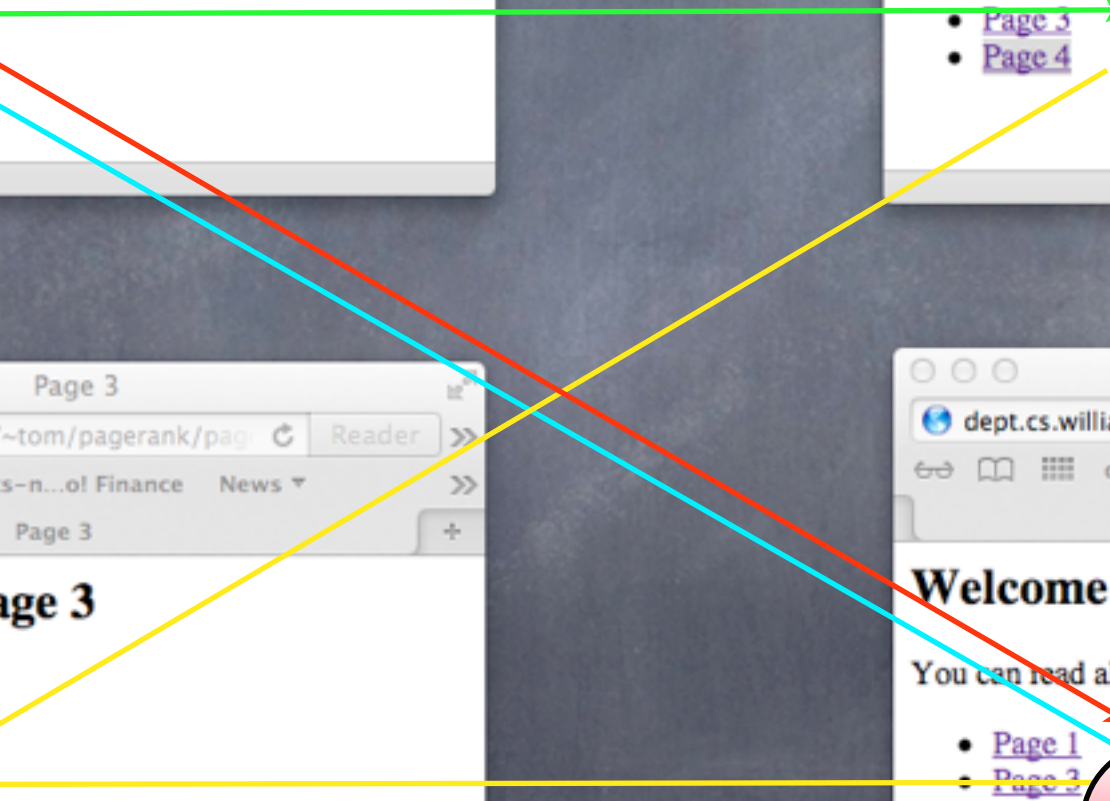 Page 3
Page 4
Page 3
~tom/pagerank/pag
Reader
s-n...o! Finance
News
Page 3
age 3
dept.cs.willia
Welcome
You can read al
Page 1
Page 3